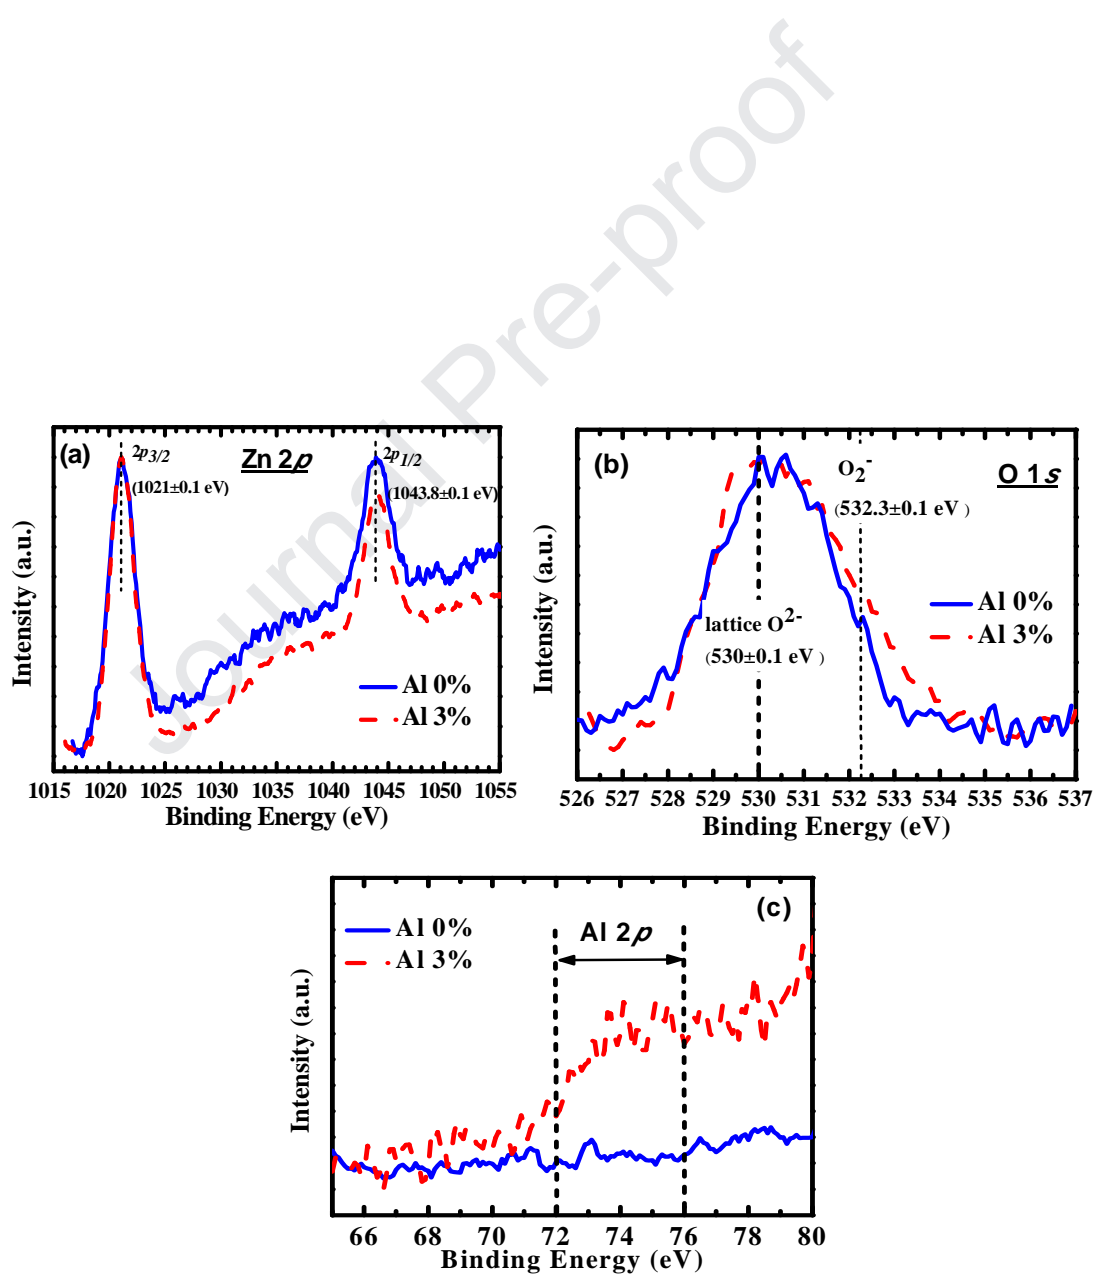 Journal Pre-proof
(a)
2p3/2
Zn 2p
2p1/2
(1021±0.1 eV)
(1043.8±0.1 eV)
Intensity (a.u.)
Al 0%
Al 3%
1015 1020 1025 1030 1035 1040 1045 1050 1055
Binding Energy (eV)
(b)
O₂⁻
O 1s
(532.3±0.1 eV )
Intensity (a.u.)
Al 0%
Al 3%
lattice O²⁻
(530±0.1 eV )
526 527 528 529 530 531 532 533 534 535 536 537
Binding Energy (eV)
(c)
Al 0%
Al 3%
Al 2p
Intensity (a.u.)
66 68 70 72 74 76 78 80
Binding Energy (eV)